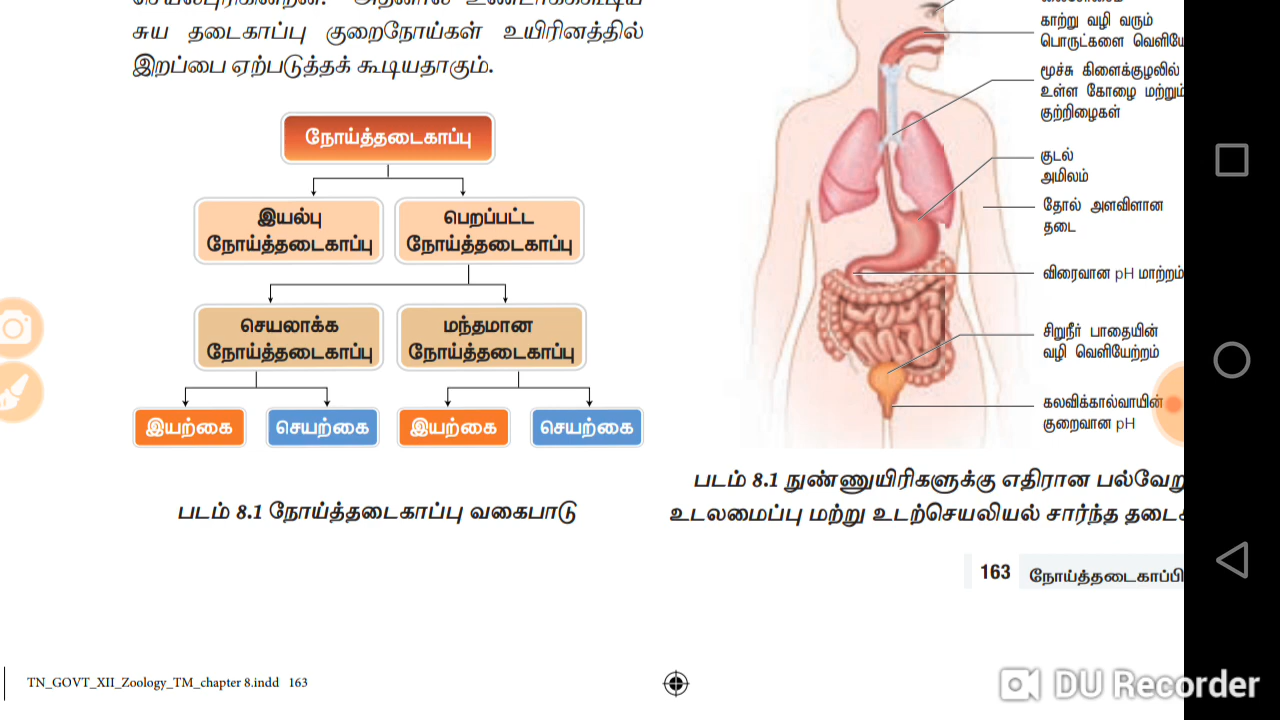 சுய தடைகாப்பு குறைநோய்கள் உயிரினத்தில்
இறப்பை ஏற்படுத்தக் கூடியதாகும்.
நோய்த்தடைகாப்பு
இயல்பு
நோய்த்தடைகாப்பு
பெறப்பட்ட
நோய்த்தடைகாப்பு
செயலாக்க
நோய்த்தடைகாப்பு
மந்தமான
நோய்த்தடைகாப்பு
இயற்கை
செயற்கை
இயற்கை
செயற்கை
படம் 8.1 நோய்த்தடைகாப்பு வகைபாடு
காற்று வழி வரும்
பொருட்களை
மூச்சு கிளைக்குழலில்
உள்ள கோழை மற்றும்
குற்றிழைகள்
குடல்
அமிலம்
தோல் அளவிளான
தடை
விரைவான pH மாற்றம்
சிறுநீர் பாதையின்
வழி வெளியேற்றம்
கலவிக்கால்வாயின்
குறைவான pH
படம் 8.1 நுண்ணுயிரிகளுக்கு எதிரான
உடலமைப்பு மற்று உடற்செயலியல் சார்ந்த
163
TN_GOVT_XII_Zoology_TM_chapter 8.indd 163
DU Recorder